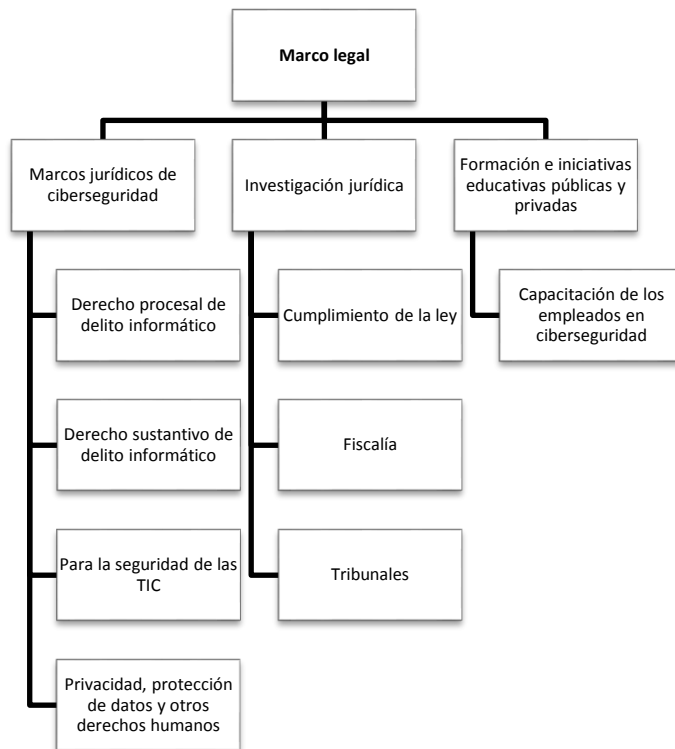 Marco legal
Marcos jurídicos de
ciberseguridad
Investigación jurídica
Formación e iniciativas
educativas públicas y
privadas
Derecho procesal de
delito informático
Cumplimiento de la ley
Capacitación de los
empleados en
ciberseguridad
Derecho sustantivo de
delito informático
Fiscalía
Para la seguridad de las
TIC
Tribunales
Privacidad, protección
de datos y otros
derechos humanos